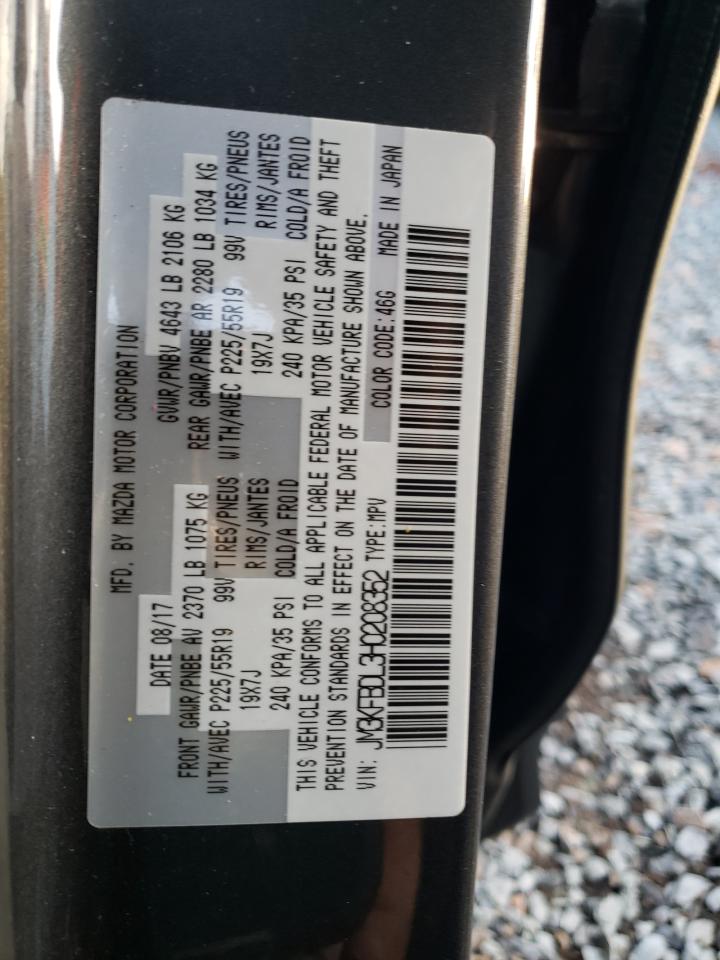 MFD. BY MAZDA MOTOR CORPORATION
DATE 08/17 GVWR/PNBV 4643 LB 2106 KG
FRONT GAWR/PNBE AV 2370 LB 1075 KG REAR GAWR/PNBE AR 2280 LB 1034 KG
WITH/AVEC P225/55R19 99V TIRES/PNEUS WITH/AVEC P225/55R19 99V TIRES/PNEUS
19X7J RIMS/JANTES 19X7J RIMS/JANTES
240 KPA/35 PSI COLD/A FROID 240 KPA/35 PSI COLD/A FROID
THIS VEHICLE CONFORMS TO ALL APPLICABLE FEDERAL MOTOR VEHICLE SAFETY AND THEFT
PREVENTION STANDARDS IN EFFECT ON THE DATE OF MANUFACTURE SHOWN ABOVE.
VIN: JM3KFBDL3H0208352 TYPE:MPV COLOR CODE:46G MADE IN JAPAN